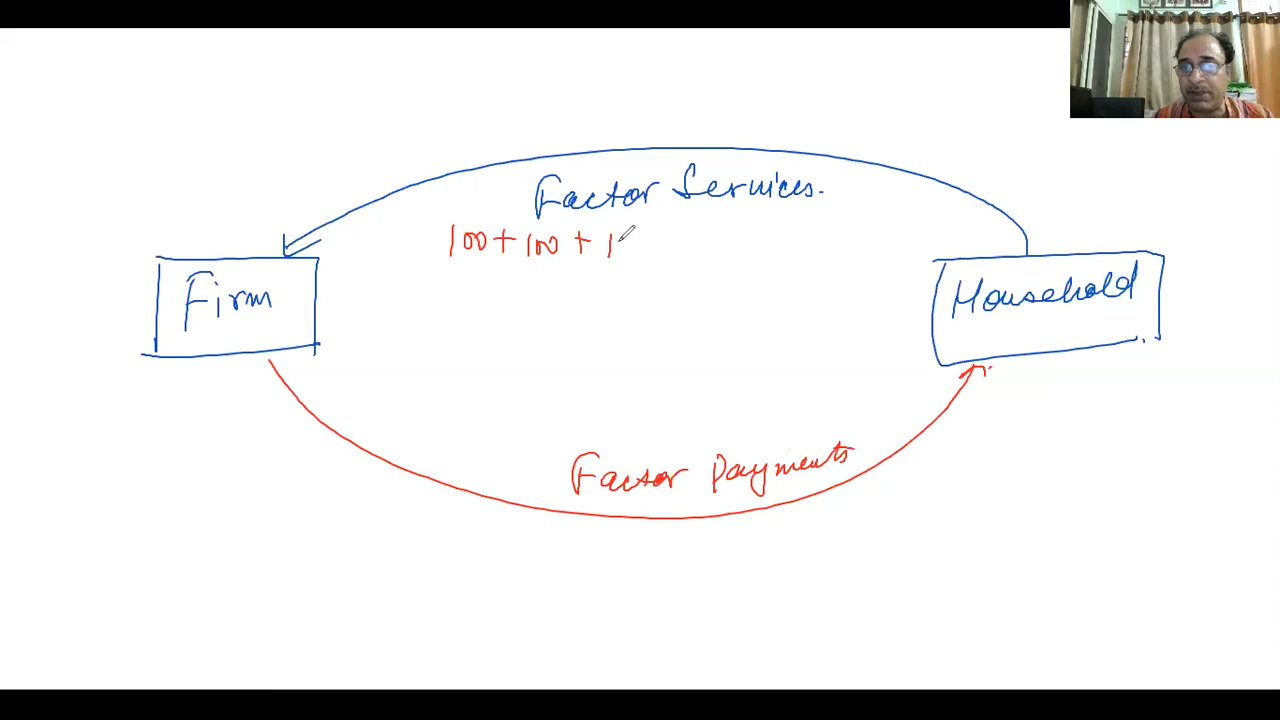 Factor Services.
100 + 100 + 1
Firm
Household
Factor Payments